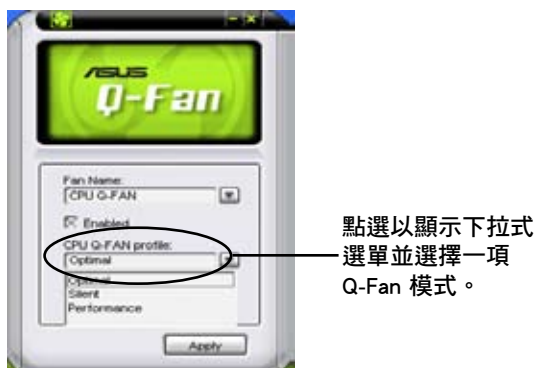 ASUS
Q-Fan
Fan Name:
CPU Q-FAN
Enabled
CPU Q-FAN profile:
Optimal
Optimal
Silent
Performance
Apply
點選以顯示下拉式
選單並選擇一項
Q-Fan 模式。